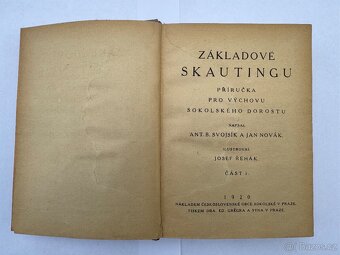 ZÁKLADOVÉ
SKAUTINGU
PŘÍRUČKA
PRO VÝCHOVU
SOKOLSKÉHO DOROSTU
NAPSAL
ANT. B. SVOJSÍK A JAN NOVÁK.
ILUSTROVAL
JOSEF ŘEHÁK.
ČÁST I.
1920
NÁKLADEM ČESKOSLOVENSKÉ OBCE SOKOLSKÉ V PRAZE.
TISKEM DRA. ED. GRÉGRA A SYNA V PRAZE.